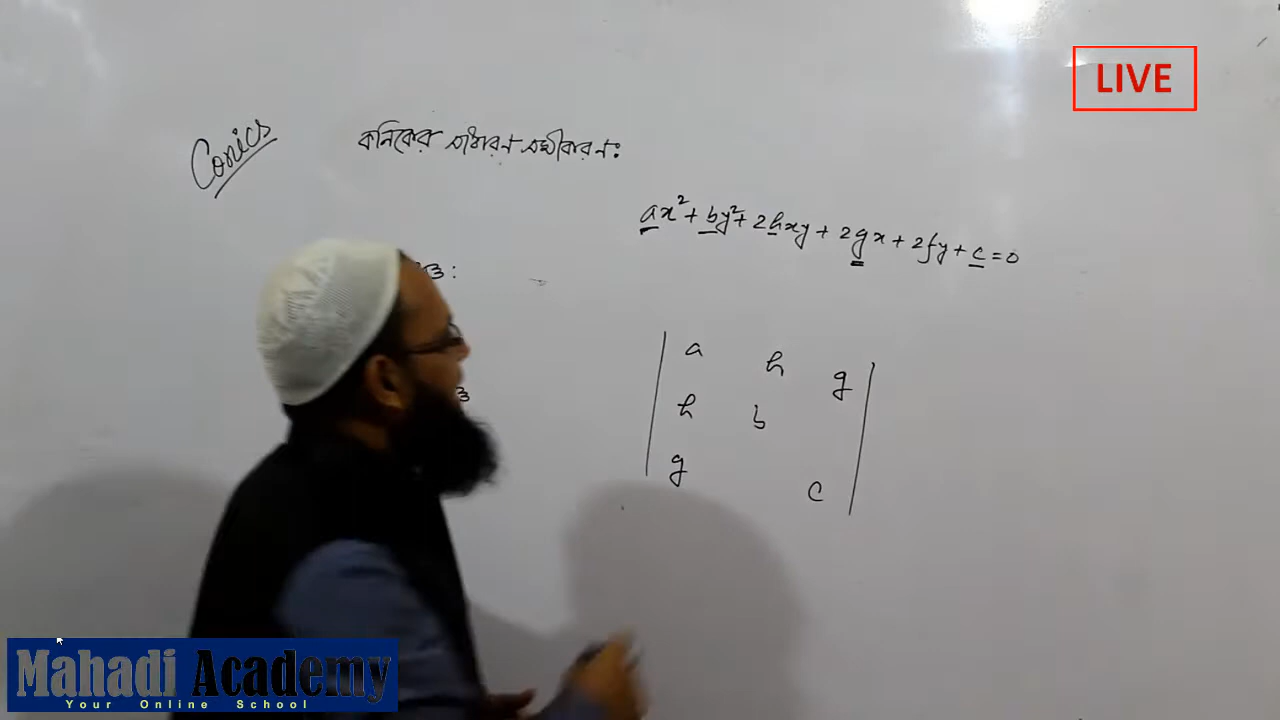 LIVE
Conics
কনিকের সাধারণ সমীকরণ:
ax² + by² + 2hxy + 2gx + 2fy + c = 0
a h g
h b
g c
Mahadi Academy
Your Online School